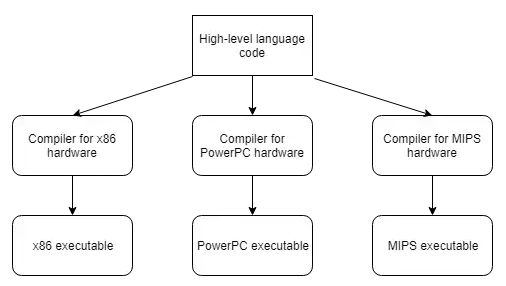 High-level language
code
Compiler for x86
hardware
Compiler for
PowerPC hardware
Compiler for MIPS
hardware
x86 executable
PowerPC executable
MIPS executable